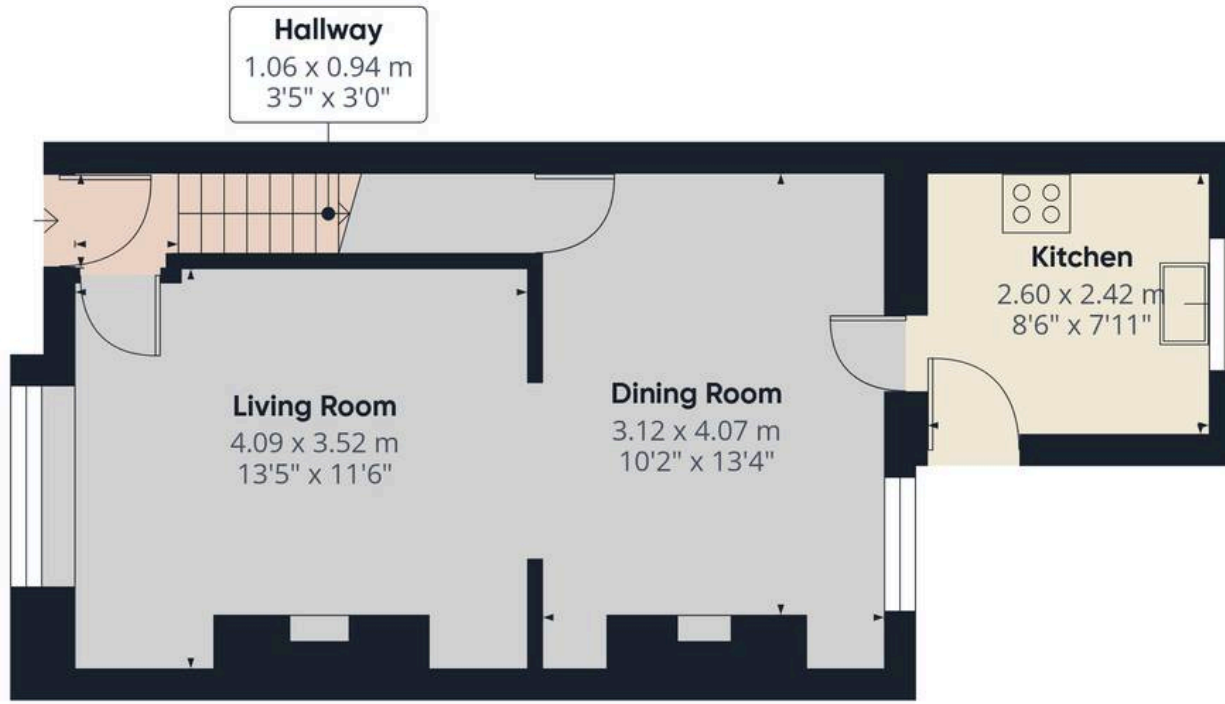 Hallway
1.06 x 0.94 m
3'5" x 3'0"
Kitchen
2.60 x 2.42 m
8'6" x 7'11"
Living Room
4.09 x 3.52 m
13'5" x 11'6"
Dining Room
3.12 x 4.07 m
10'2" x 13'4"